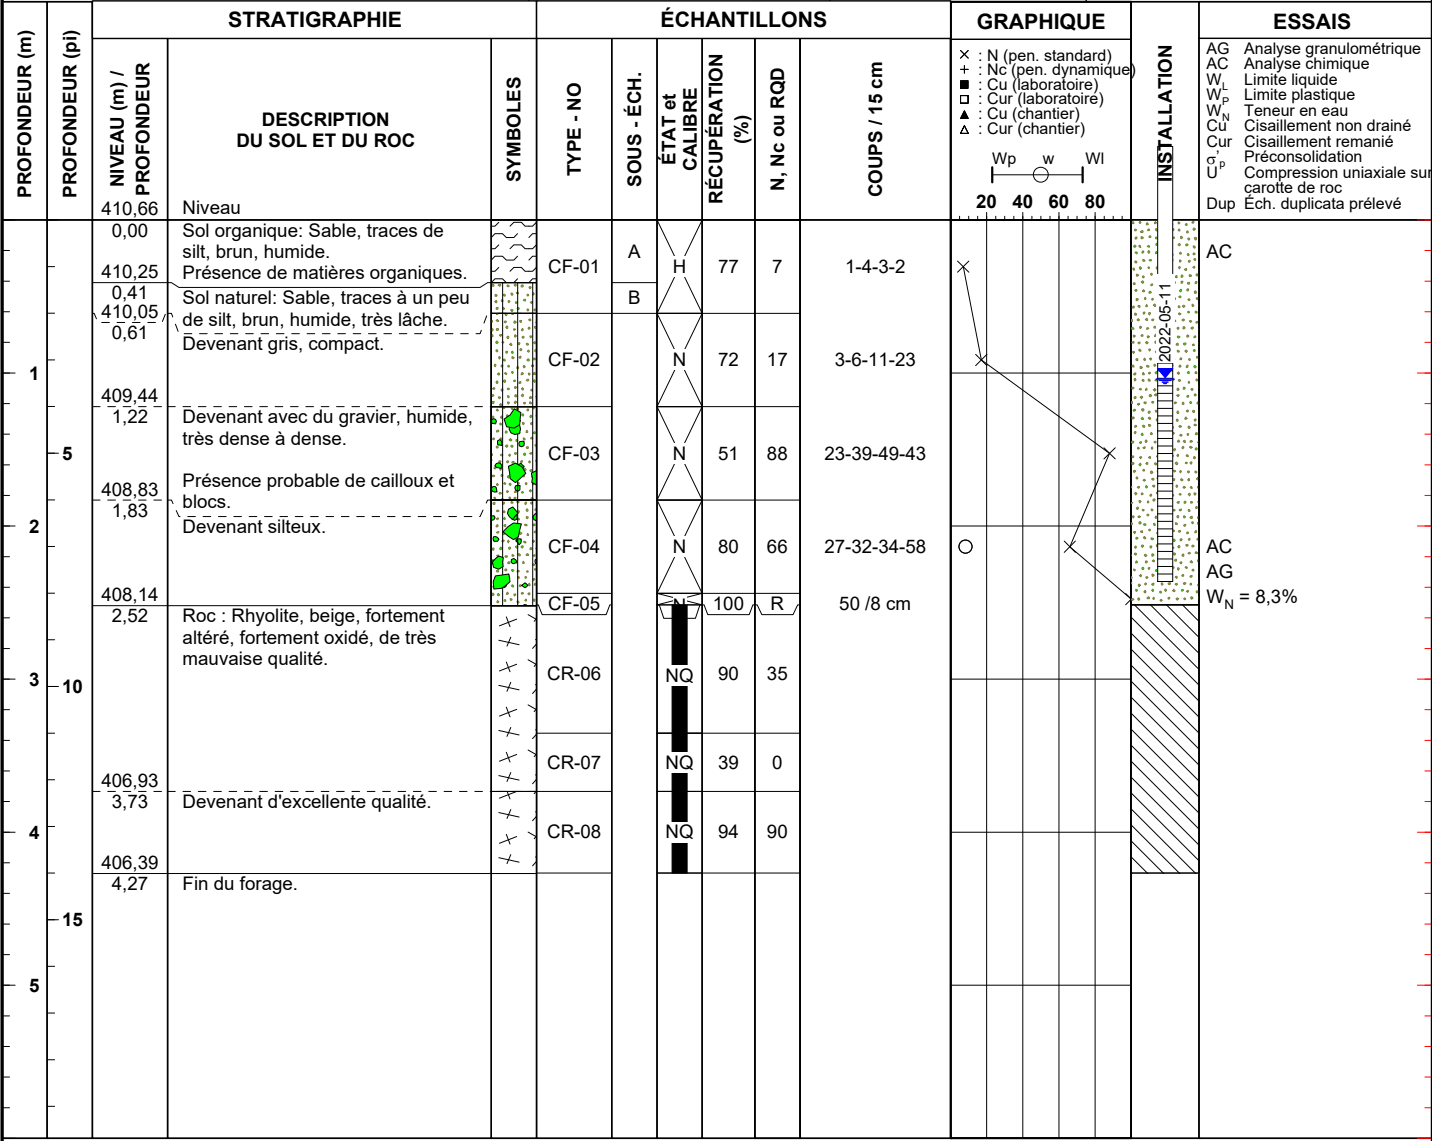 PROFONDEUR (m)
PROFONDEUR (pi)
STRATIGRAPHIE
NIVEAU (m) /
PROFONDEUR
DESCRIPTION
DU SOL ET DU ROC
SYMBOLES
ÉCHANTILLONS
TYPE - NO
SOUS - ÉCH.
ÉTAT et
CALIBRE
RÉCUPÉRATION
(%)
N, Nc ou RQD
COUPS / 15 cm
GRAPHIQUE
× : N (pen. standard)
+ : Nc (pen. dynamique)
■ : Cu (laboratoire)
□ : Cur (laboratoire)
▲ : Cu (chantier)
△ : Cur (chantier)
Wp w Wl
20 40 60 80
INSTALLATION
ESSAIS
AG Analyse granulométrique
AC Analyse chimique
WL Limite liquide
WP Limite plastique
WN Teneur en eau
Cu Cisaillement non drainé
Cur Cisaillement remanié
σ'p Préconsolidation
U Compression uniaxiale sur
carotte de roc
Dup Éch. duplicata prélevé
410,66 Niveau
0,00 Sol organique: Sable, traces de
silt, brun, humide.
410,25 Présence de matières organiques.
0,41 Sol naturel: Sable, traces à un peu
410,05 de silt, brun, humide, très lâche.
0,61 Devenant gris, compact.
409,44
1,22 Devenant avec du gravier, humide,
très dense à dense.
Présence probable de cailloux et
408,83 blocs.
1,83 Devenant silteux.
408,14
2,52 Roc : Rhyolite, beige, fortement
altéré, fortement oxidé, de très
mauvaise qualité.
406,93
3,73 Devenant d'excellente qualité.
406,39
4,27 Fin du forage.
CF-01 A H 77 7 1-4-3-2 AC
B
CF-02 N 72 17 3-6-11-23
CF-03 N 51 88 23-39-49-43
CF-04 N 80 66 27-32-34-58 AC
AG
CF-05 N 100 R 50 /8 cm WN = 8,3%
CR-06 NQ 90 35
CR-07 NQ 39 0
CR-08 NQ 94 90
2022-05-11
1
2
3
4
5
5
10
15